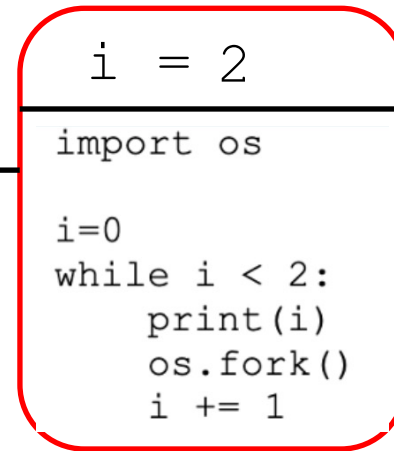 i = 2
import os
i=0
while i < 2:
    print(i)
    os.fork()
    i += 1